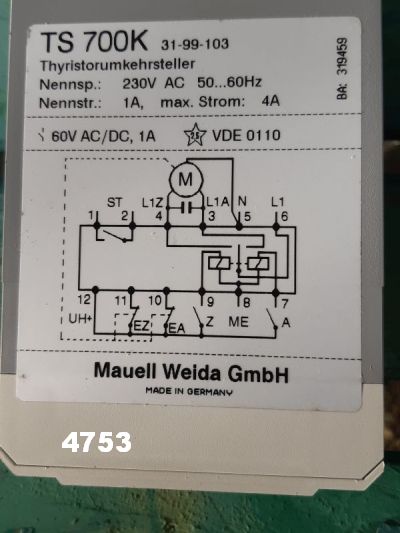 TS 700K 31-99-103
Thyristorumkehrsteller
Nennsp.: 230V AC 50...60Hz
Nennstr.: 1A, max. Strom: 4A
BA: 319459
60V AC/DC, 1A VDE 0110
M
ST L1Z L1A N L1
1 2 4 3 5 6
12 11 10 9 8 7
UH+ EZ EA Z ME A
Mauell Weida GmbH
MADE IN GERMANY
4753